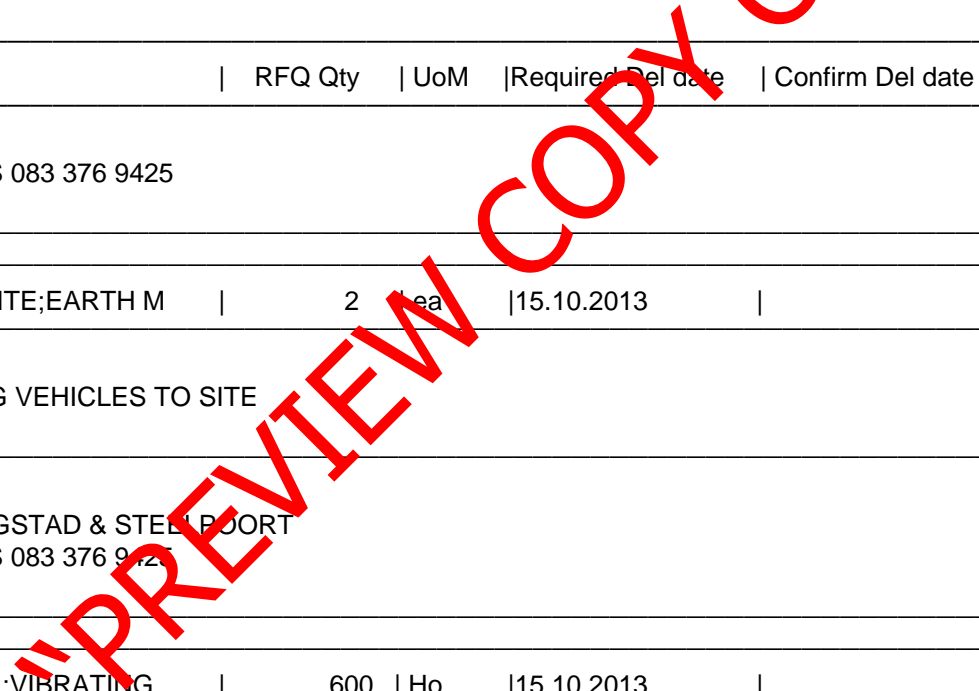 | RFQ Qty | UoM |Required Del date | Confirm Del date
S 083 376 9425
ITE;EARTH M | 2 | ea |15.10.2013 |
G VEHICLES TO SITE
GSTAD & STEELPOORT
S 083 376 9425
:VIBRATING | 600 | Ho |15.10.2013 |
"PREVIEW COPY